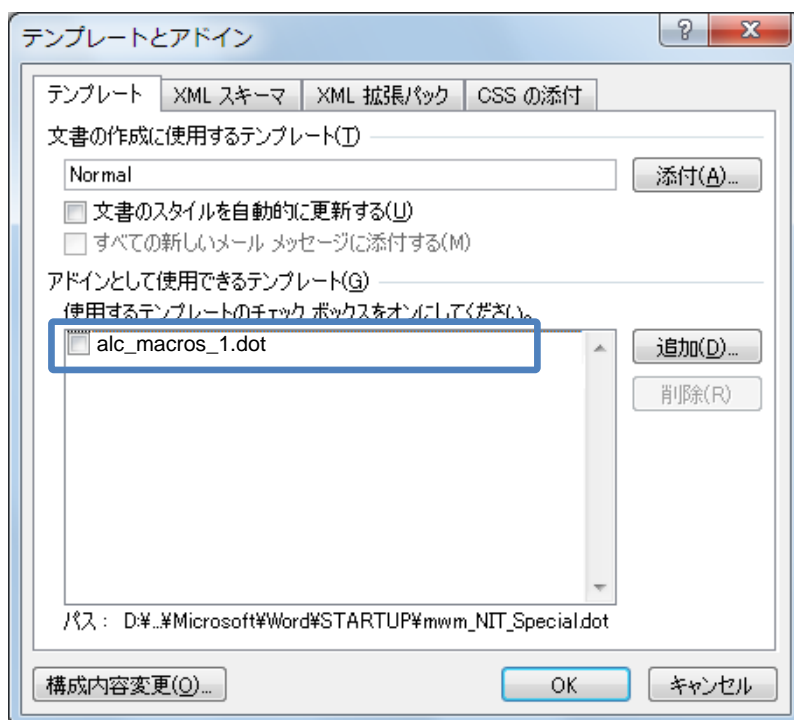 テンプレートとアドイン
テンプレート XML スキーマ XML 拡張パック CSS の添付
文書の作成に使用するテンプレート(T)
Normal 添付(A)...
文書のスタイルを自動的に更新する(U)
すべての新しいメール メッセージに添付する(M)
アドインとして使用できるテンプレート(G)
使用するテンプレートのチェック ボックスをオンにしてください。
alc_macros_1.dot 追加(D)...
削除(R)
パス : D:¥...¥Microsoft¥Word¥STARTUP¥mwm_NIT_Special.dot
構成内容変更(O)... OK キャンセル